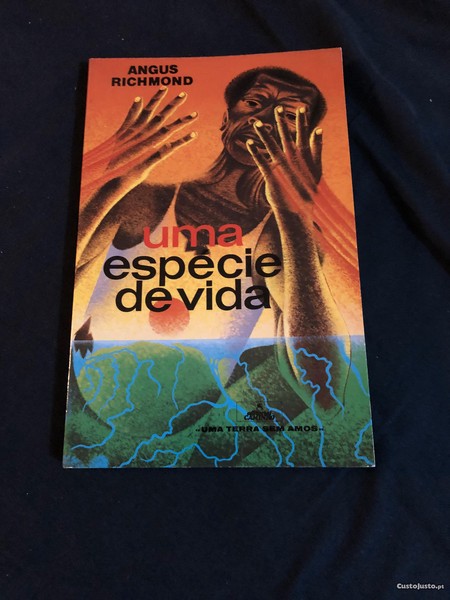 ANGUS
RICHMOND
uma
espécie
de vida
«UMA TERRA SEM AMOS»
CustoJusto.pt